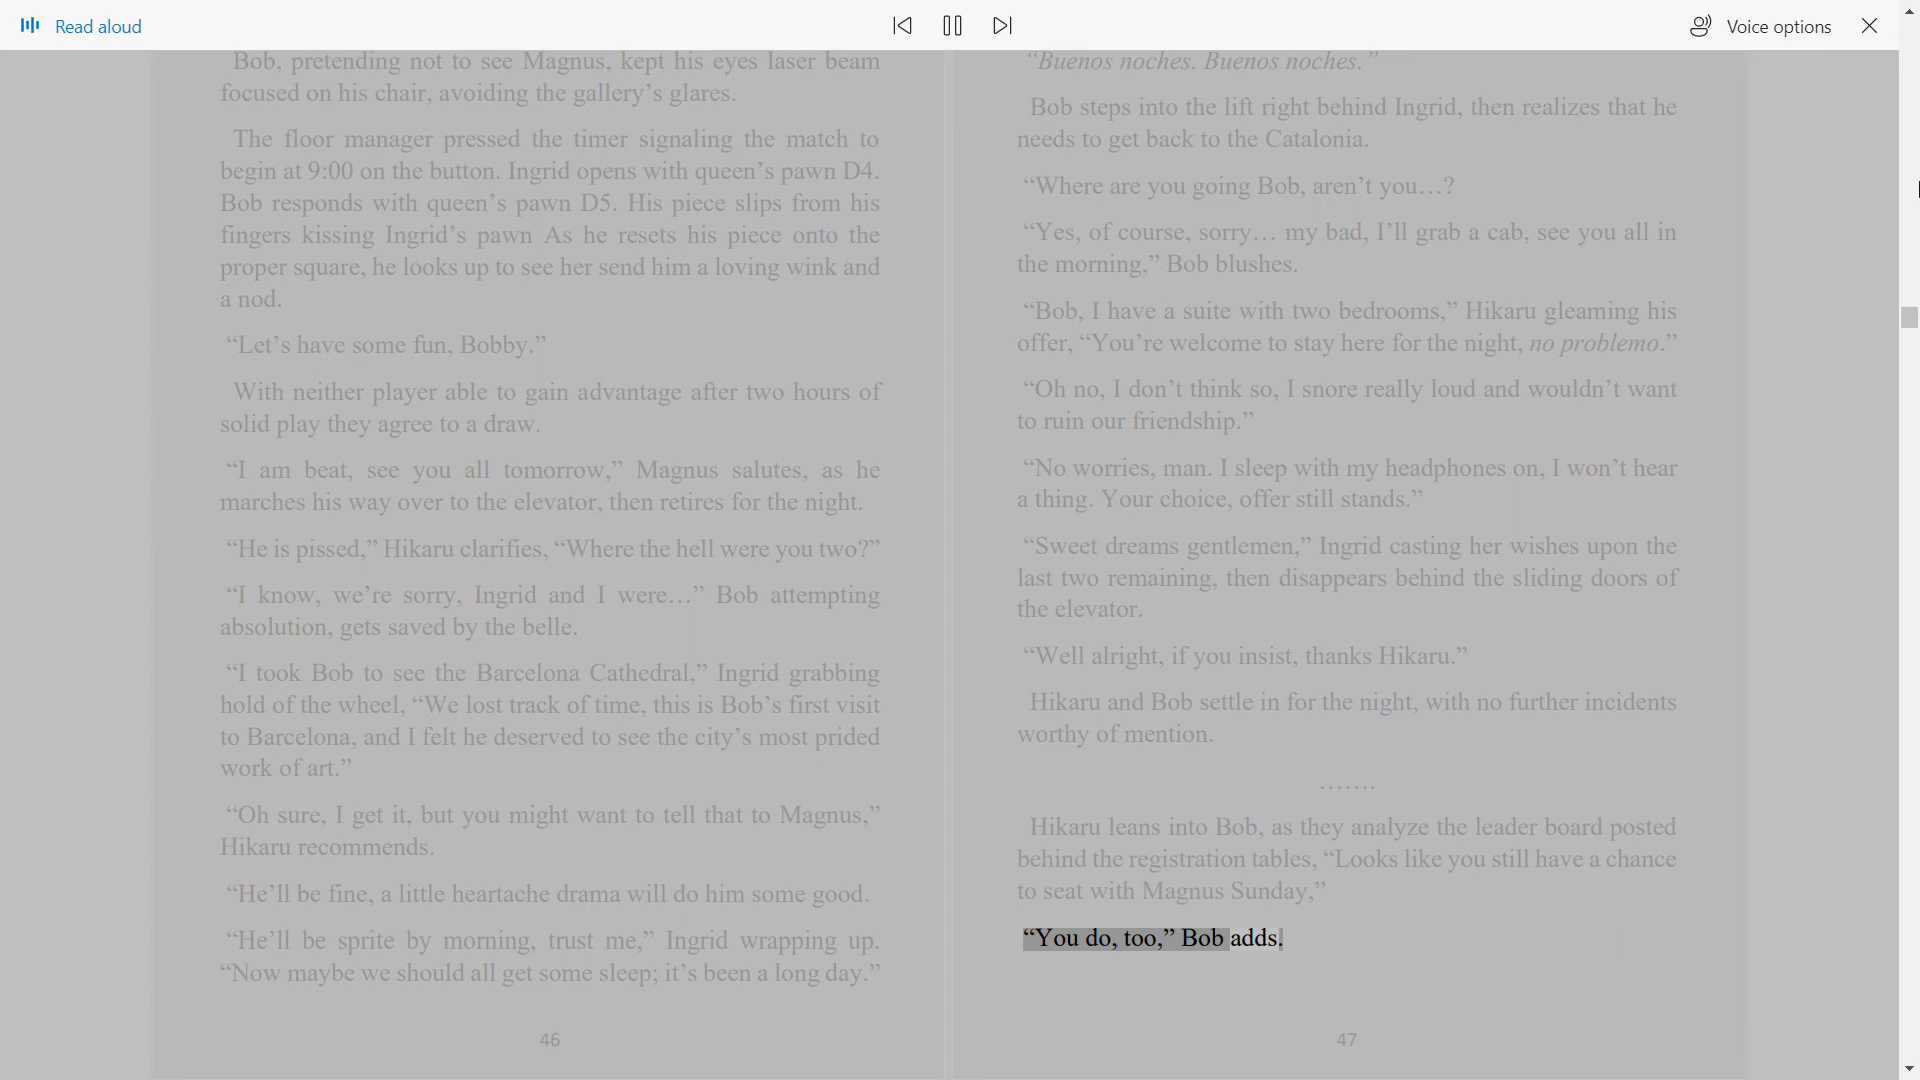 Read aloud
Voice options
Bob, pretending not to see Magnus, kept his eyes laser beam
focused on his chair, avoiding the gallery’s glares.
The floor manager pressed the timer signaling the match to
begin at 9:00 on the button. Ingrid opens with queen’s pawn D4.
Bob responds with queen’s pawn D5. His piece slips from his
fingers kissing Ingrid’s pawn As he resets his piece onto the
proper square, he looks up to see her send him a loving wink and
a nod.
“Let’s have some fun, Bobby.”
With neither player able to gain advantage after two hours of
solid play they agree to a draw.
“I am beat, see you all tomorrow,” Magnus salutes, as he
marches his way over to the elevator, then retires for the night.
“He is pissed,” Hikaru clarifies, “Where the hell were you two?”
“I know, we’re sorry, Ingrid and I were…” Bob attempting
absolution, gets saved by the belle.
“I took Bob to see the Barcelona Cathedral,” Ingrid grabbing
hold of the wheel, “We lost track of time, this is Bob’s first visit
to Barcelona, and I felt he deserved to see the city’s most prided
work of art.”
“Oh sure, I get it, but you might want to tell that to Magnus,”
Hikaru recommends.
“He’ll be fine, a little heartache drama will do him some good.
“He’ll be sprite by morning, trust me,” Ingrid wrapping up.
“Now maybe we should all get some sleep; it’s been a long day.”
46
“Buenos noches. Buenos noches.”
Bob steps into the lift right behind Ingrid, then realizes that he
needs to get back to the Catalonia.
“Where are you going Bob, aren’t you…?
“Yes, of course, sorry… my bad, I’ll grab a cab, see you all in
the morning,” Bob blushes.
“Bob, I have a suite with two bedrooms,” Hikaru gleaming his
offer, “You’re welcome to stay here for the night, no problemo.”
“Oh no, I don’t think so, I snore really loud and wouldn’t want
to ruin our friendship.”
“No worries, man. I sleep with my headphones on, I won’t hear
a thing. Your choice, offer still stands.”
“Sweet dreams gentlemen,” Ingrid casting her wishes upon the
last two remaining, then disappears behind the sliding doors of
the elevator.
“Well alright, if you insist, thanks Hikaru.”
Hikaru and Bob settle in for the night, with no further incidents
worthy of mention.
…….
Hikaru leans into Bob, as they analyze the leader board posted
behind the registration tables, “Looks like you still have a chance
to seat with Magnus Sunday,”
“You do, too,” Bob adds.
47